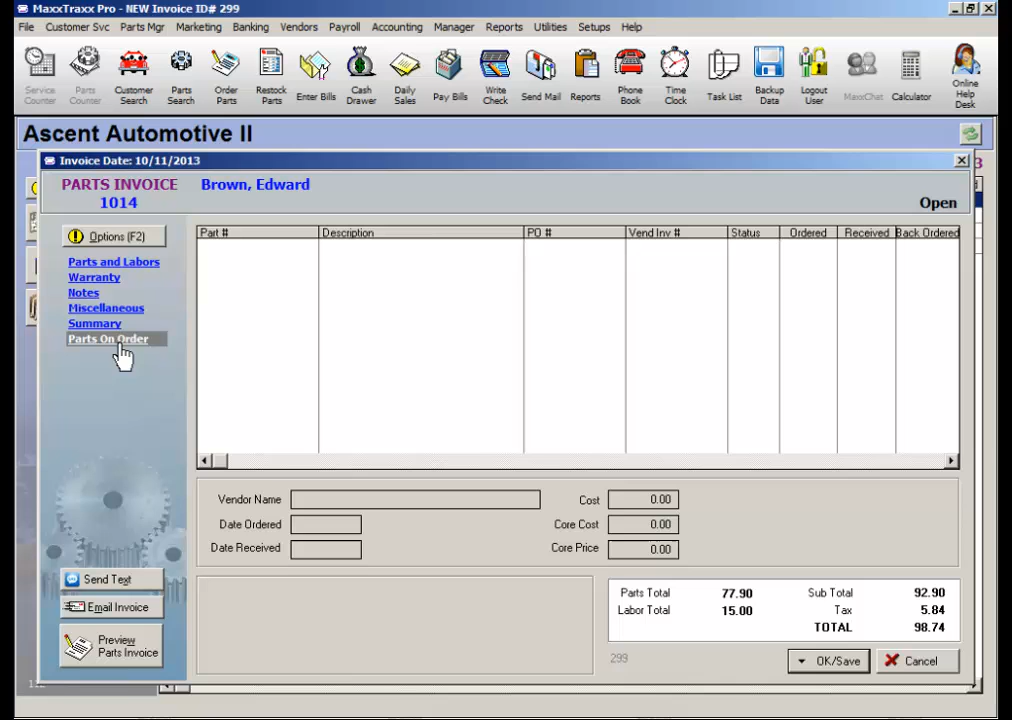 MaxxTraxx Pro - NEW Invoice ID# 299
File Customer Svc Parts Mgr Marketing Banking Vendors Payroll Accounting Manager Reports Utilities Setups Help
Service Counter
Parts Counter
Customer Search
Parts Search
Order Parts
Restock Parts
Enter Bills
Cash Drawer
Daily Sales
Pay Bills
Write Check
Send Mail
Reports
Phone Book
Time Clock
Task List
Backup Data
Logout User
MaxxChat
Calculator
Online Help Desk
Ascent Automotive II
Invoice Date: 10/11/2013
PARTS INVOICE Brown, Edward
1014
Open
Options (F2)
Parts and Labors
Warranty
Notes
Miscellaneous
Summary
Parts On Order
Part # Description PO # Vend Inv # Status Ordered Received Back Ordered
Vendor Name Cost 0.00
Date Ordered Core Cost 0.00
Date Received Core Price 0.00
Send Text
Email Invoice
Preview Parts Invoice
Parts Total 77.90 Sub Total 92.90
Labor Total 15.00 Tax 5.84
TOTAL 98.74
299
OK/Save Cancel